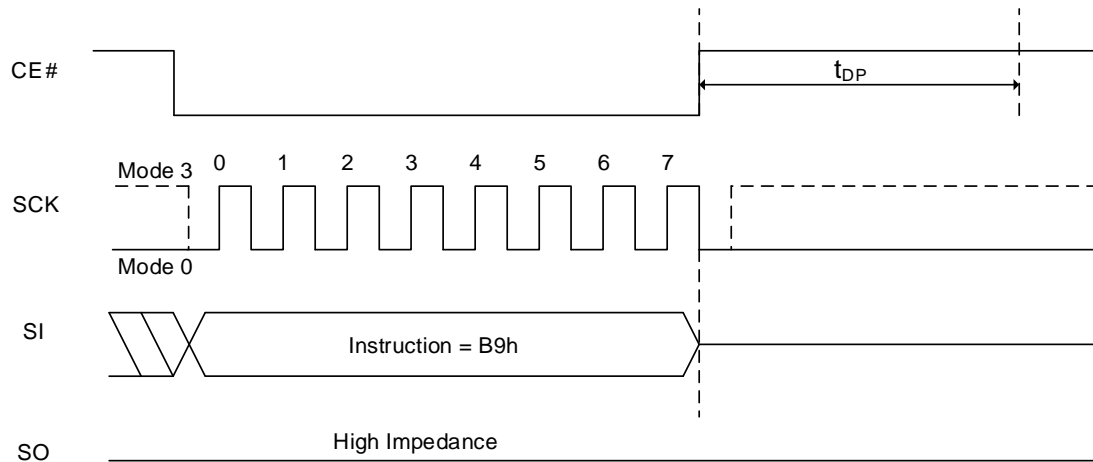 CE#
tDP
Mode 3
0 1 2 3 4 5 6 7
SCK
Mode 0
SI
Instruction = B9h
High Impedance
SO